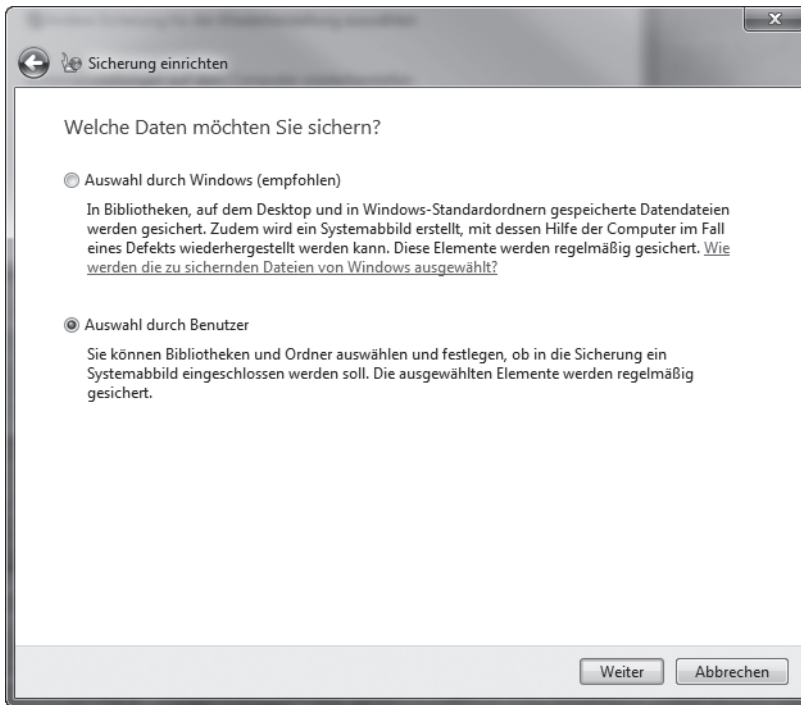 Sicherung einrichten
Welche Daten möchten Sie sichern?
Auswahl durch Windows (empfohlen)
In Bibliotheken, auf dem Desktop und in Windows-Standardordnern gespeicherte Datendateien
werden gesichert. Zudem wird ein Systemabbild erstellt, mit dessen Hilfe der Computer im Fall
eines Defekts wiederhergestellt werden kann. Diese Elemente werden regelmäßig gesichert. Wie
werden die zu sichernden Dateien von Windows ausgewählt?
Auswahl durch Benutzer
Sie können Bibliotheken und Ordner auswählen und festlegen, ob in die Sicherung ein
Systemabbild eingeschlossen werden soll. Die ausgewählten Elemente werden regelmäßig
gesichert.
Weiter
Abbrechen